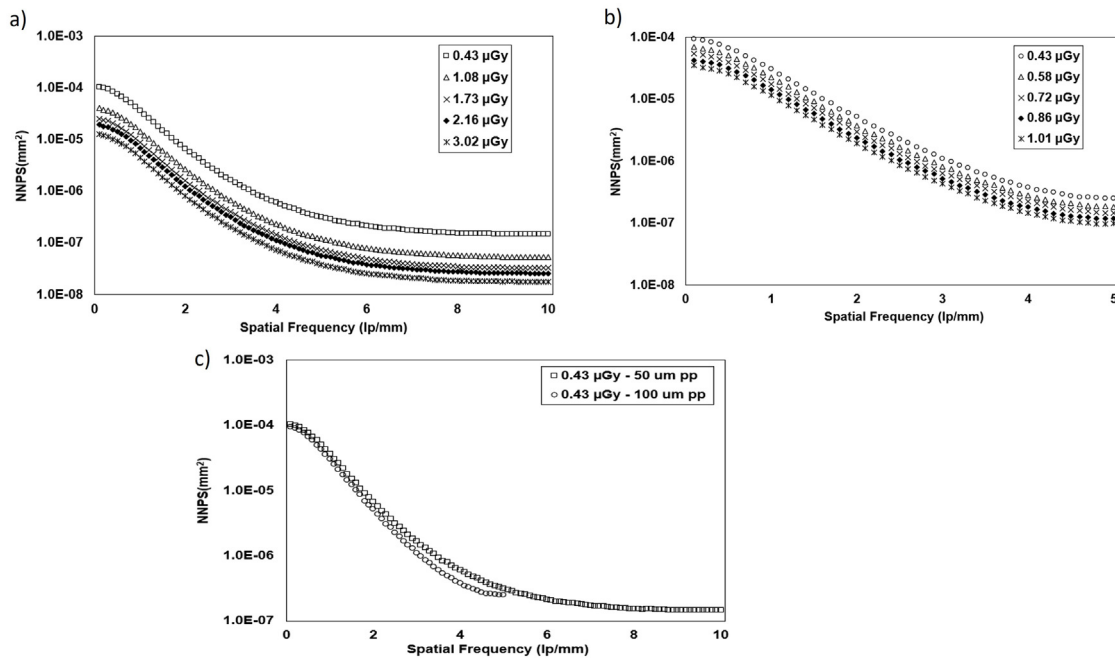 a)
1.0E-03
1.0E-04
1.0E-05
1.0E-06
1.0E-07
1.0E-08
NNPS(mm²)
0 2 4 6 8 10
Spatial Frequency (lp/mm)
0.43 µGy
1.08 µGy
1.73 µGy
2.16 µGy
3.02 µGy
b)
1.0E-04
1.0E-05
1.0E-06
1.0E-07
1.0E-08
NNPS(mm²)
0 1 2 3 4 5
Spatial Frequency (lp/mm)
0.43 µGy
0.58 µGy
0.72 µGy
0.86 µGy
1.01 µGy
c)
1.0E-03
1.0E-04
1.0E-05
1.0E-06
1.0E-07
NNPS(mm²)
0 2 4 6 8 10
Spatial Frequency (lp/mm)
0.43 µGy - 50 um pp
0.43 µGy - 100 um pp